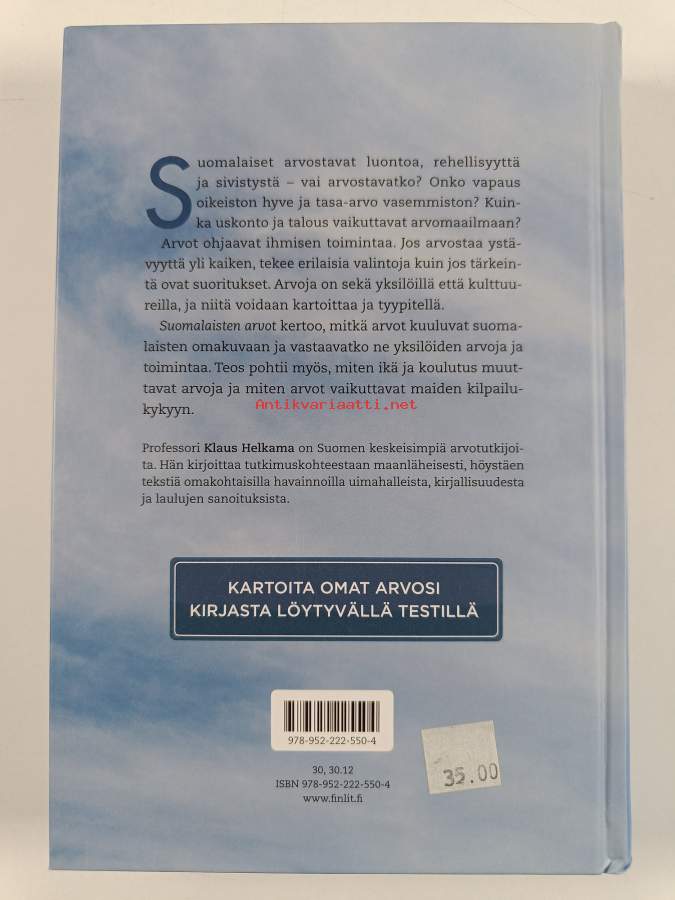 Suomalaiset arvostavat luontoa, rehellisyyttä
ja sivistystä – vai arvostavatko? Onko vapaus
oikeiston hyve ja tasa-arvo vasemmiston? Kuin-
ka uskonto ja talous vaikuttavat arvomaailmaan?
Arvot ohjaavat ihmisen toimintaa. Jos arvostaa ystä-
vyyttä yli kaiken, tekee erilaisia valintoja kuin jos tärkein-
tä ovat suoritukset. Arvoja on sekä yksilöillä että kulttuu-
reilla, ja niitä voidaan kartoittaa ja tyypitellä.
Suomalaisten arvot kertoo, mitkä arvot kuuluvat suoma-
laisten omakuvaan ja vastaavatko ne yksilöiden arvoja ja
toimintaa. Teos pohtii myös, miten ikä ja koulutus muut-
tavat arvoja ja miten arvot vaikuttavat maiden kilpailu-
kykyyn.
Antikvariaatti.net
Professori Klaus Helkama on Suomen keskeisimpiä arvotutkijoi-
ta. Hän kirjoittaa tutkimuskohteestaan maanläheisesti, höystäen
tekstiä omakohtaisilla havainnoilla uimahalleista, kirjallisuudesta
ja laulujen sanoituksista.
KARTOITA OMAT ARVOSI
KIRJASTA LÖYTYVÄLLÄ TESTILLÄ
978-952-222-550-4
30, 30.12
ISBN 978-952-222-550-4
www.finlit.fi
35.00